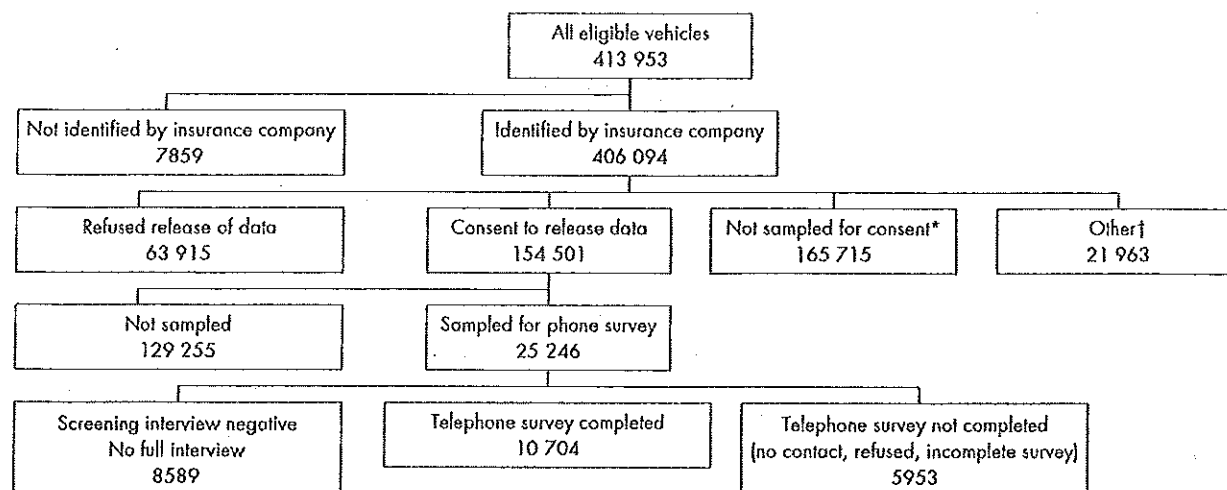 All eligible vehicles
413 953
Not identified by insurance company
7859
Identified by insurance company
406 094
Refused release of data
63 915
Consent to release data
154 501
Not sampled for consent*
165 715
Other†
21 963
Not sampled
129 255
Sampled for phone survey
25 246
Screening interview negative
No full interview
8589
Telephone survey completed
10 704
Telephone survey not completed
(no contact, refused, incomplete survey)
5953